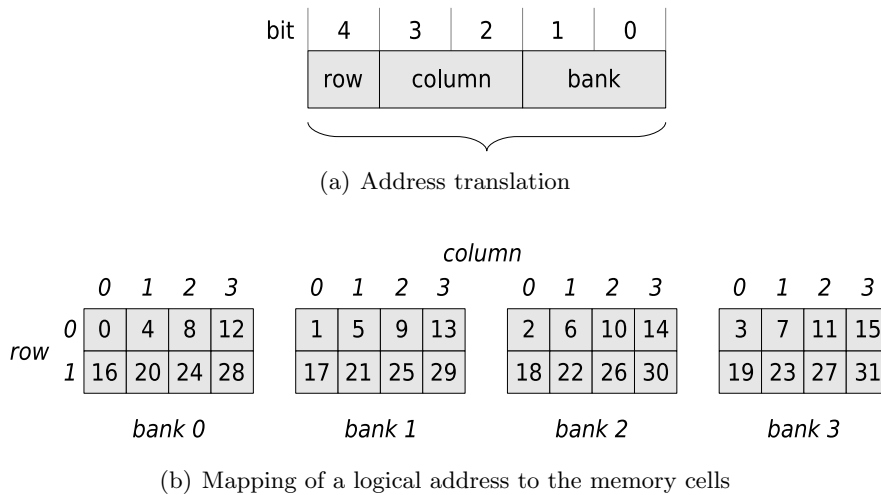 bit 4 3 2 1 0
row column bank
(a) Address translation
column
0 1 2 3 0 1 2 3 0 1 2 3 0 1 2 3
0 0 4 8 12 1 5 9 13 2 6 10 14 3 7 11 15
row
1 16 20 24 28 17 21 25 29 18 22 26 30 19 23 27 31
bank 0 bank 1 bank 2 bank 3
(b) Mapping of a logical address to the memory cells